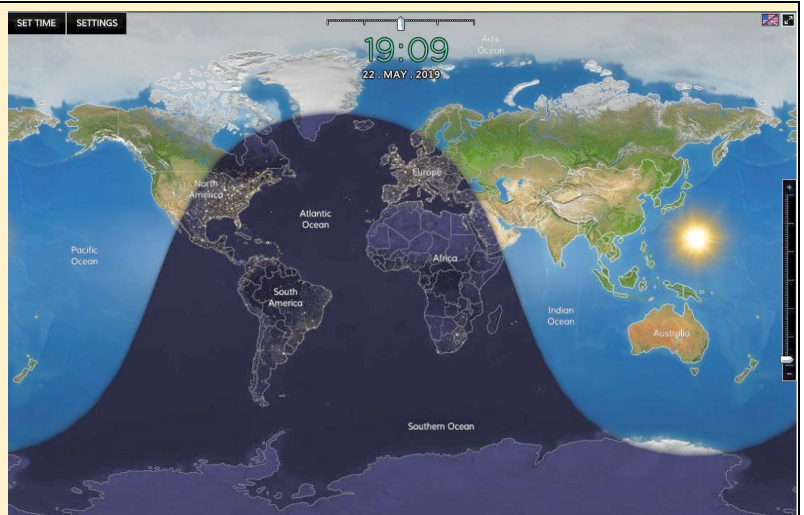 SET TIME SETTINGS
19:09
22 . MAY . 2019
Arctic
Ocean
North
America
Europe
Asia
Atlantic
Ocean
Pacific
Ocean
Africa
South
America
Indian
Ocean
Australia
Southern Ocean